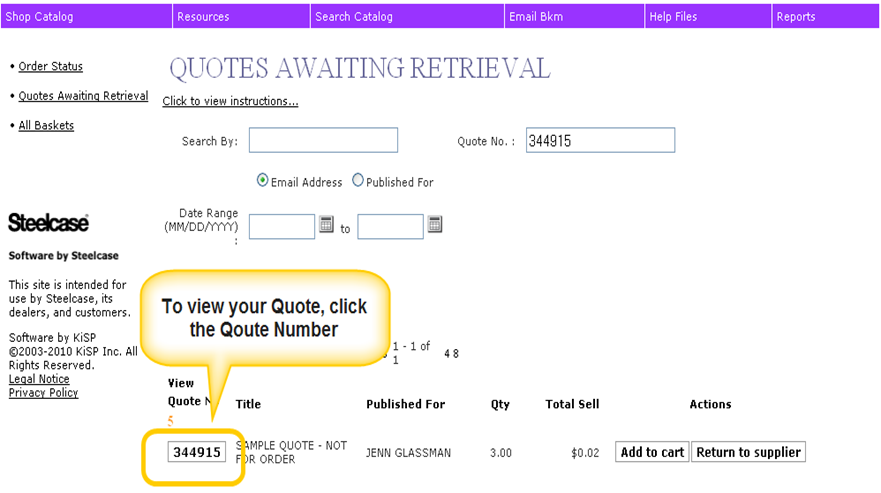 Shop Catalog Resources Search Catalog Email Bkm Help Files Reports
• Order Status
• Quotes Awaiting Retrieval
• All Baskets
QUOTES AWAITING RETRIEVAL
Click to view instructions...
Search By: Quote No. : 344915
Email Address Published For
Date Range
(MM/DD/YYYY)
:
to
Steelcase
Software by Steelcase
This site is intended for
use by Steelcase, its
dealers, and customers.
Software by KiSP
©2003-2010 KiSP Inc. All
Rights Reserved.
Legal Notice
Privacy Policy
To view your Quote, click
the Qoute Number
1 - 1 of
1
4 8
View
Quote N
Title Published For Qty Total Sell Actions
5
344915 SAMPLE QUOTE - NOT
FOR ORDER
JENN GLASSMAN 3.00 $0.02 Add to cart Return to supplier